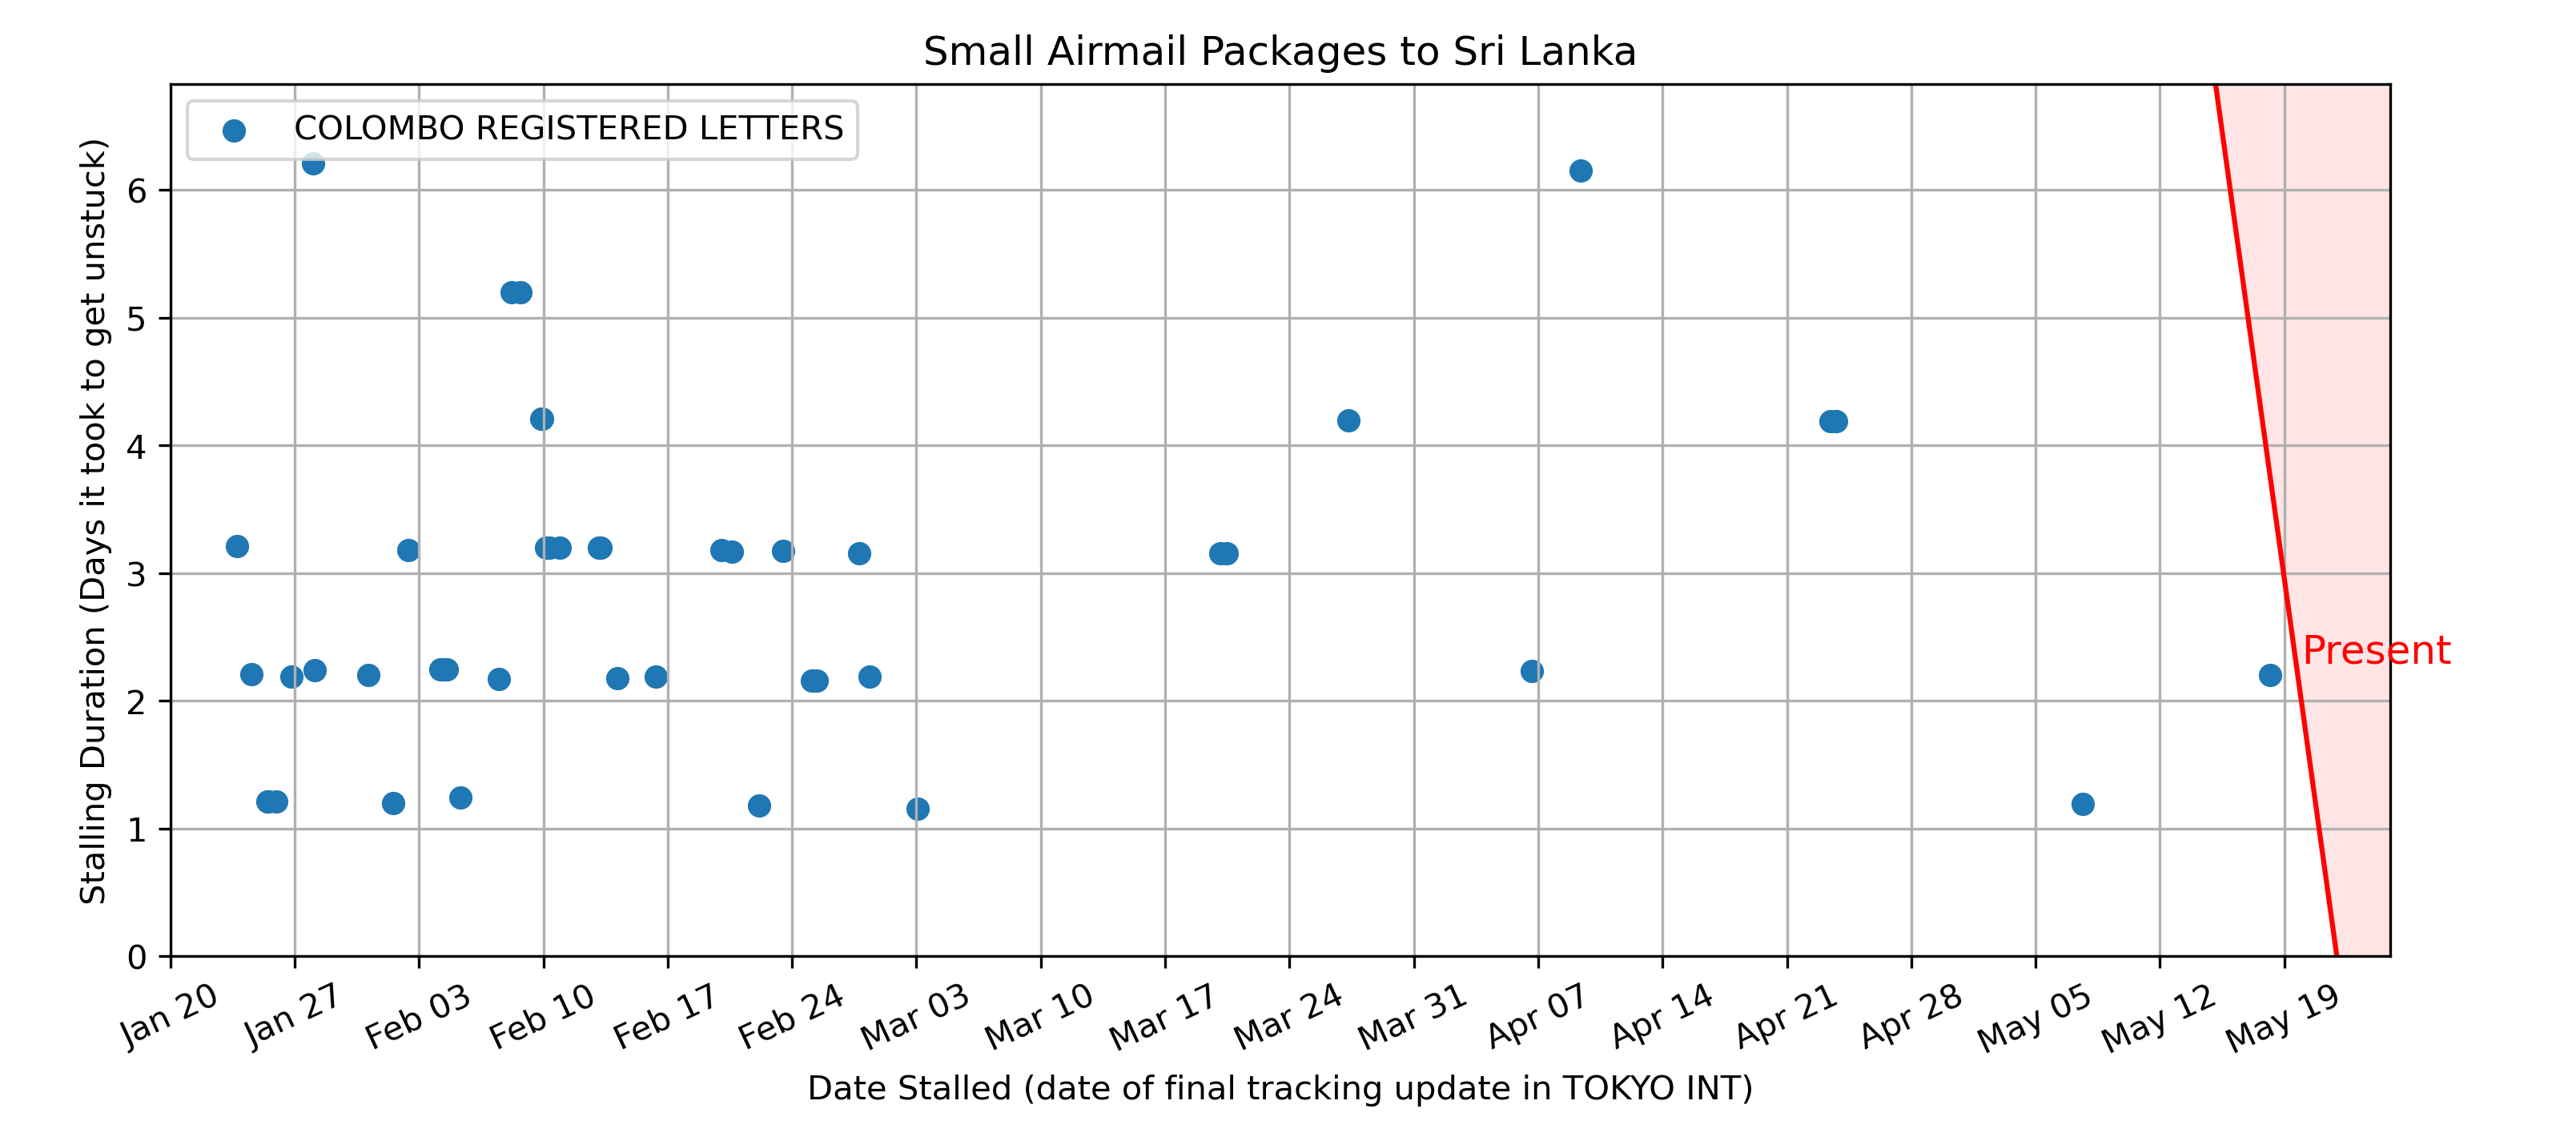 Small Airmail Packages to Sri Lanka
COLOMBO REGISTERED LETTERS
Stalling Duration (Days it took to get unstuck)
6
5
4
3
2
1
0
Present
Jan 20
Jan 27
Feb 03
Feb 10
Feb 17
Feb 24
Mar 03
Mar 10
Mar 17
Mar 24
Mar 31
Apr 07
Apr 14
Apr 21
Apr 28
May 05
May 12
May 19
Date Stalled (date of final tracking update in TOKYO INT)